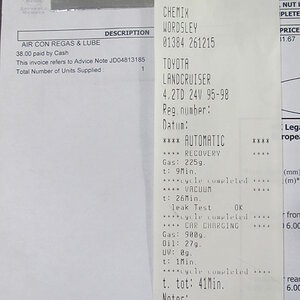 DESCRIPTION
AIR CON REGAS & LUBE
38.00 paid by Cash
This invoice refers to Advice Note JD04813185
Total Number of Units Supplied 1
CHEMIX
WORDSLEY
01384 261215
TOYOTA
LANDCRUISER
4.2TD 24V 95-98
Reg.number:
Datum:
**** AUTOMATIC ****
**** RECOVERY ****
Gas: 225g
t: 9Min.
****cycle completed ****
**** VACUUM ****
t: 26Min.
leak Test OK
****cycle completed ****
**** CAR CHARGING ****
Gas: 900g
Oil: 27g.
UV: 0g.
t: 1Min.
****cycle completed ****
t. tot: 41Min.
Notes:
PRICE